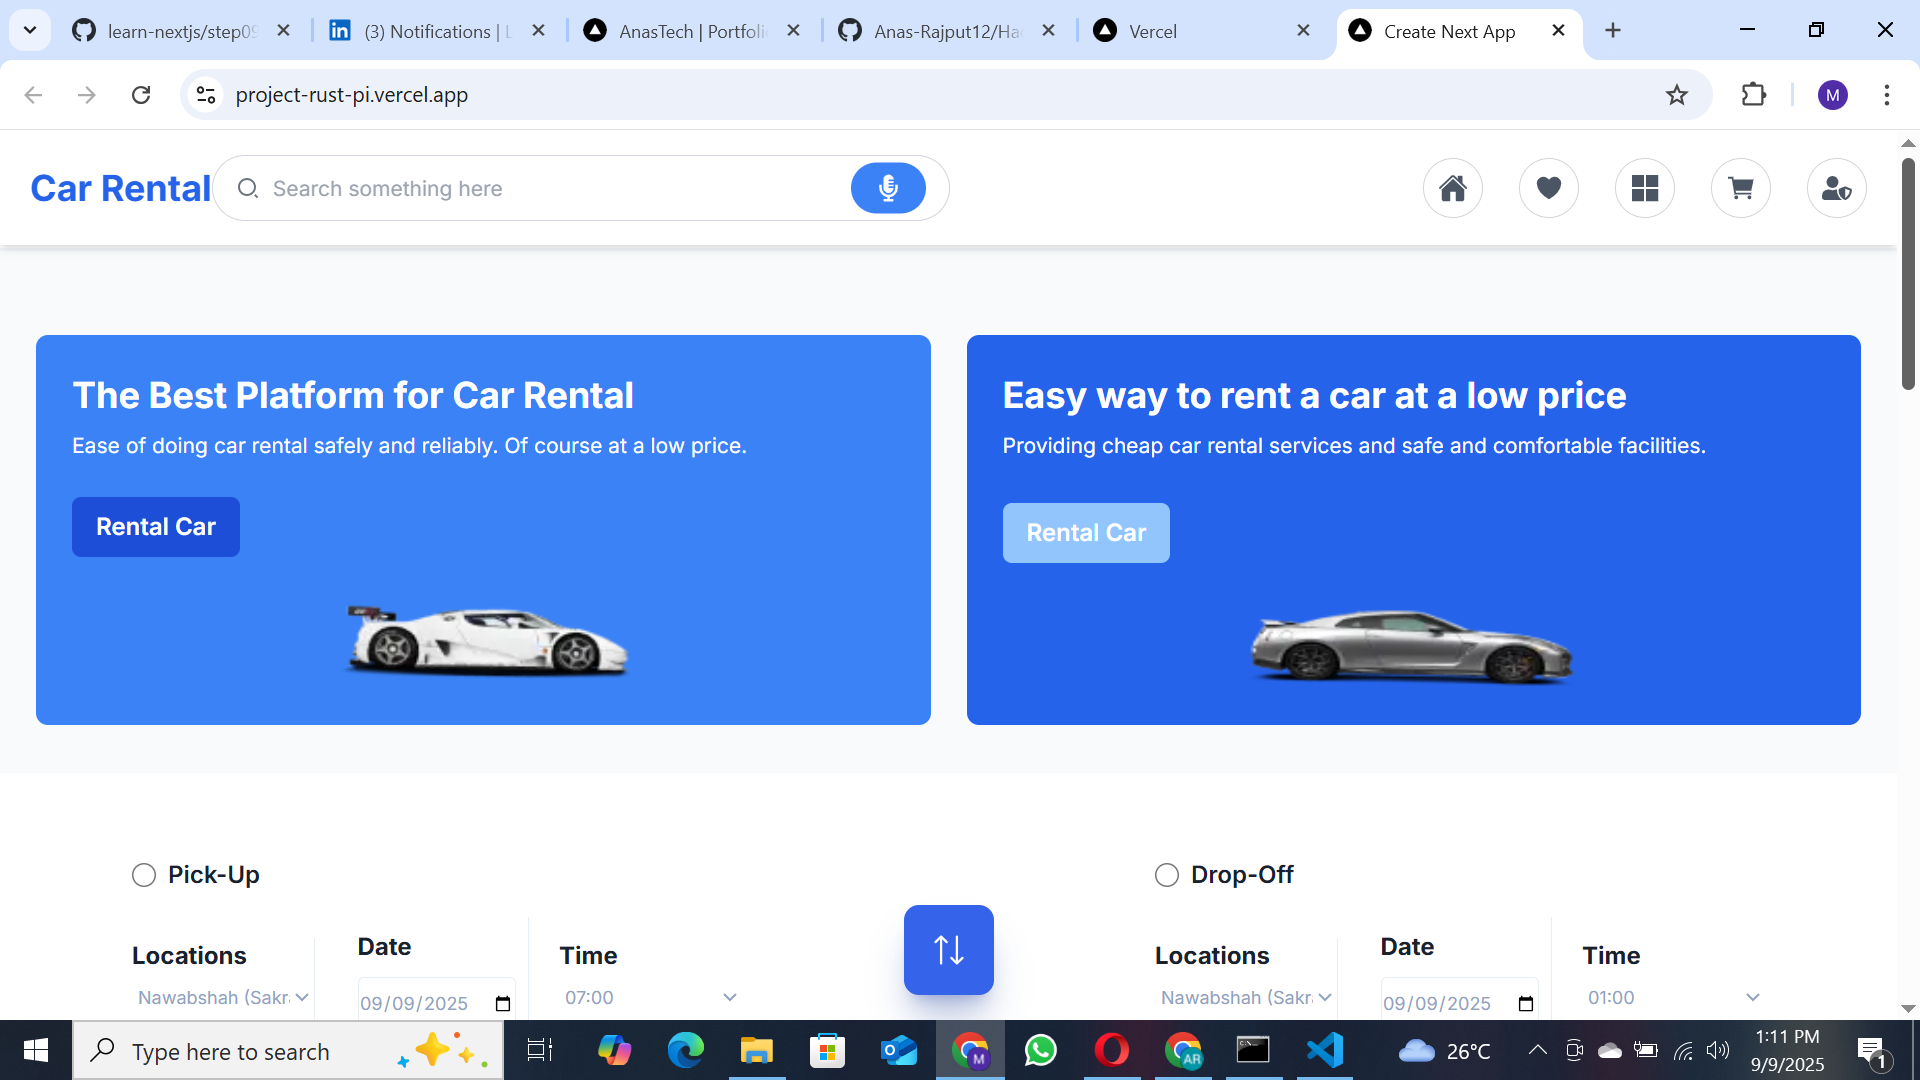 learn-nextjs/step09
(3) Notifications | L
AnasTech | Portfoli
Anas-Rajput12/Hac
Vercel
Create Next App
project-rust-pi.vercel.app
M
Car Rental
Search something here
The Best Platform for Car Rental
Ease of doing car rental safely and reliably. Of course at a low price.
Rental Car
Easy way to rent a car at a low price
Providing cheap car rental services and safe and comfortable facilities.
Rental Car
Pick-Up
Locations
Nawabshah (Sakr
Date
09/09/2025
Time
07:00
Drop-Off
Locations
Nawabshah (Sakr
Date
09/09/2025
Time
01:00
Type here to search
M
AR
26°C
1:11 PM
9/9/2025
1